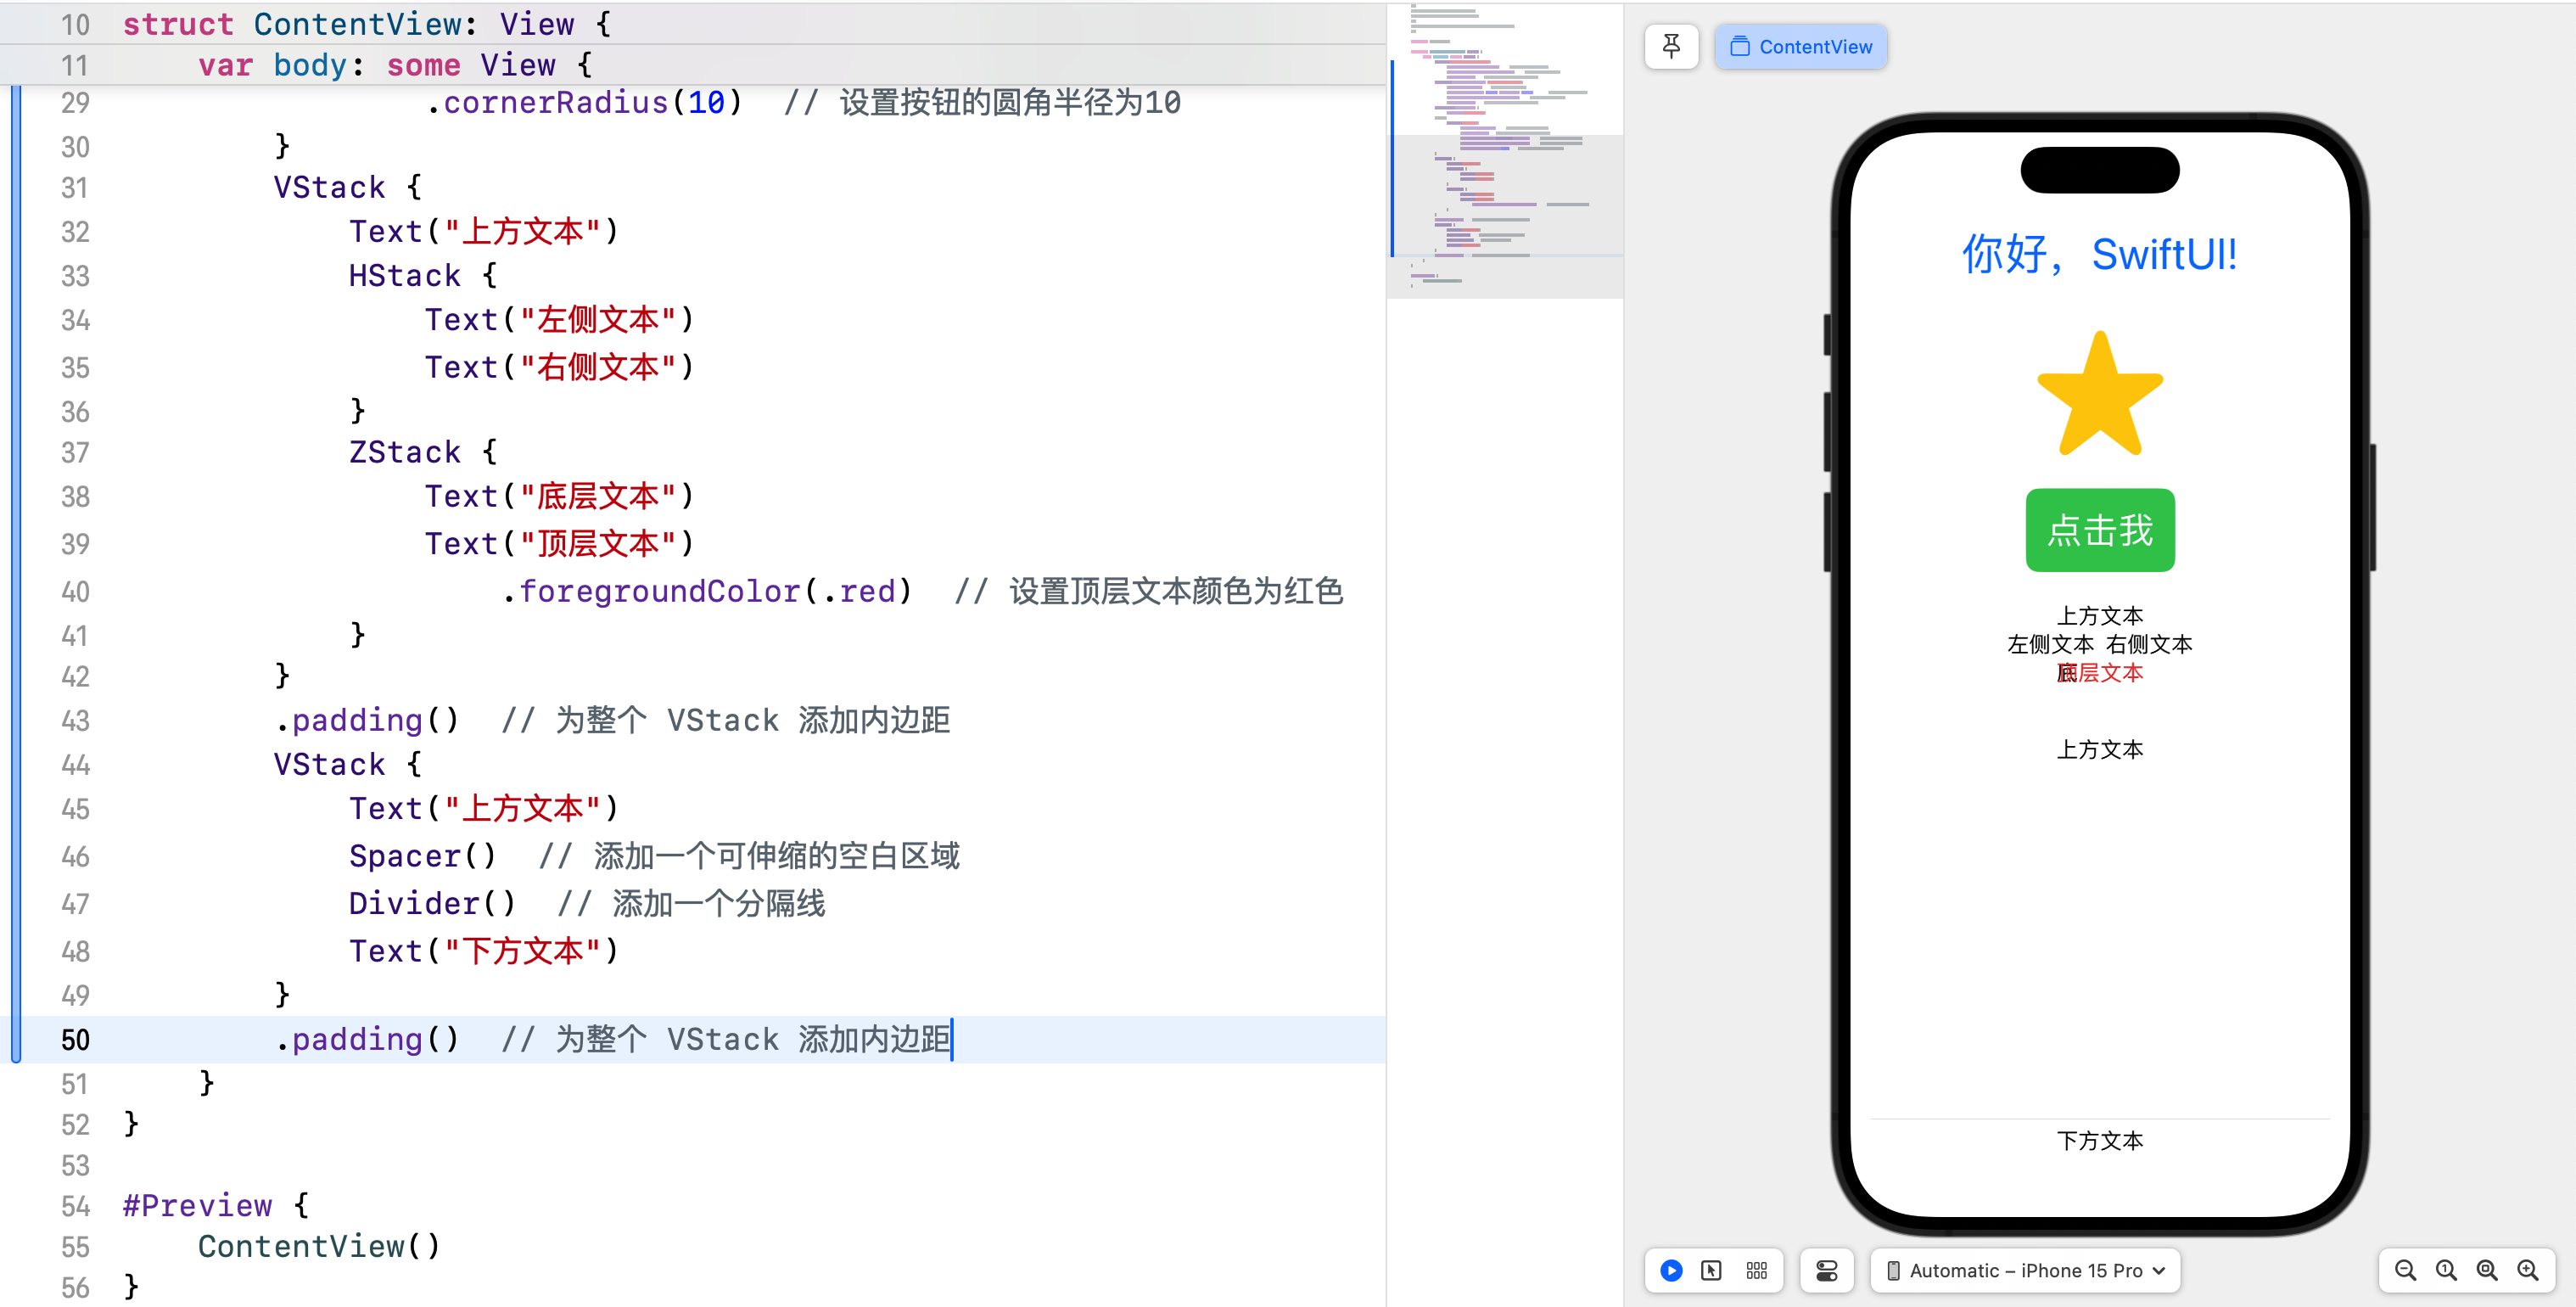 10 struct ContentView: View {
11 var body: some View {
29 .cornerRadius(10) // 设置按钮的圆角半径为10
30 }
31 VStack {
32 Text("上方文本")
33 HStack {
34 Text("左侧文本")
35 Text("右侧文本")
36 }
37 ZStack {
38 Text("底层文本")
39 Text("顶层文本")
40 .foregroundColor(.red) // 设置顶层文本颜色为红色
41 }
42 }
43 .padding() // 为整个 VStack 添加内边距
44 VStack {
45 Text("上方文本")
46 Spacer() // 添加一个可伸缩的空白区域
47 Divider() // 添加一个分隔线
48 Text("下方文本")
49 }
50 .padding() // 为整个 VStack 添加内边距
51 }
52 }
53
54 #Preview {
55 ContentView()
56 }
ContentView
你好，SwiftUI!
点击我
上方文本
左侧文本 右侧文本
顶层文本
上方文本
下方文本
Automatic – iPhone 15 Pro